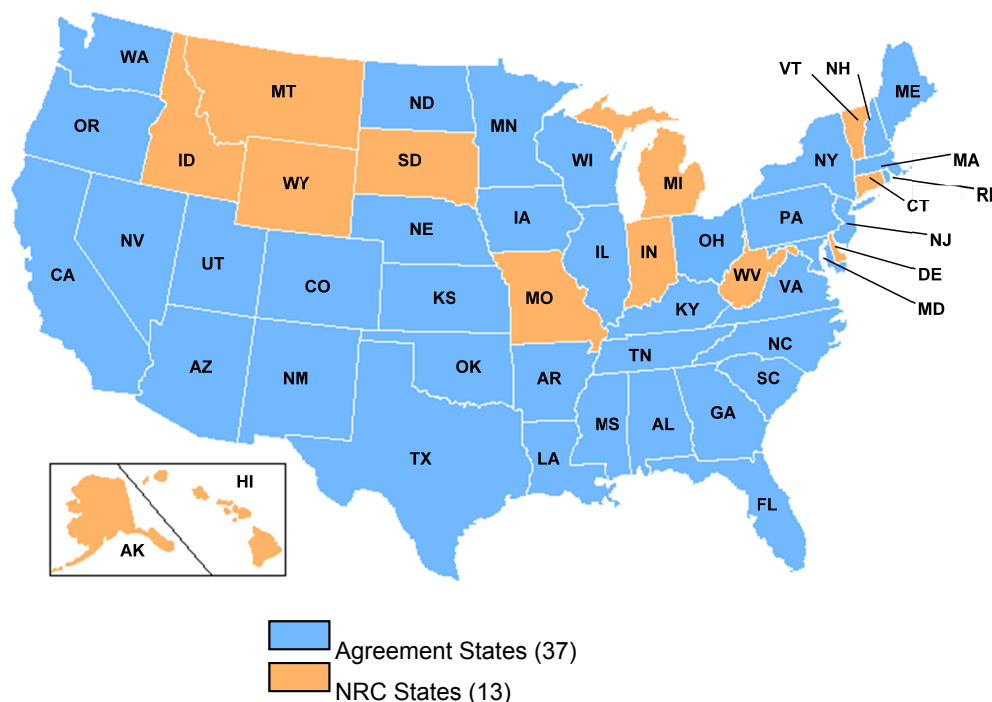 WA
MT
ND
MN
VT
NH
ME
OR
ID
WY
SD
WI
MI
NY
MA
RI
CT
NV
UT
CO
NE
IA
IL
IN
OH
PA
NJ
DE
MD
CA
KS
MO
WV
VA
KY
AZ
NM
OK
AR
TN
NC
SC
TX
LA
MS
AL
GA
FL
HI
AK
Agreement States (37)
NRC States (13)